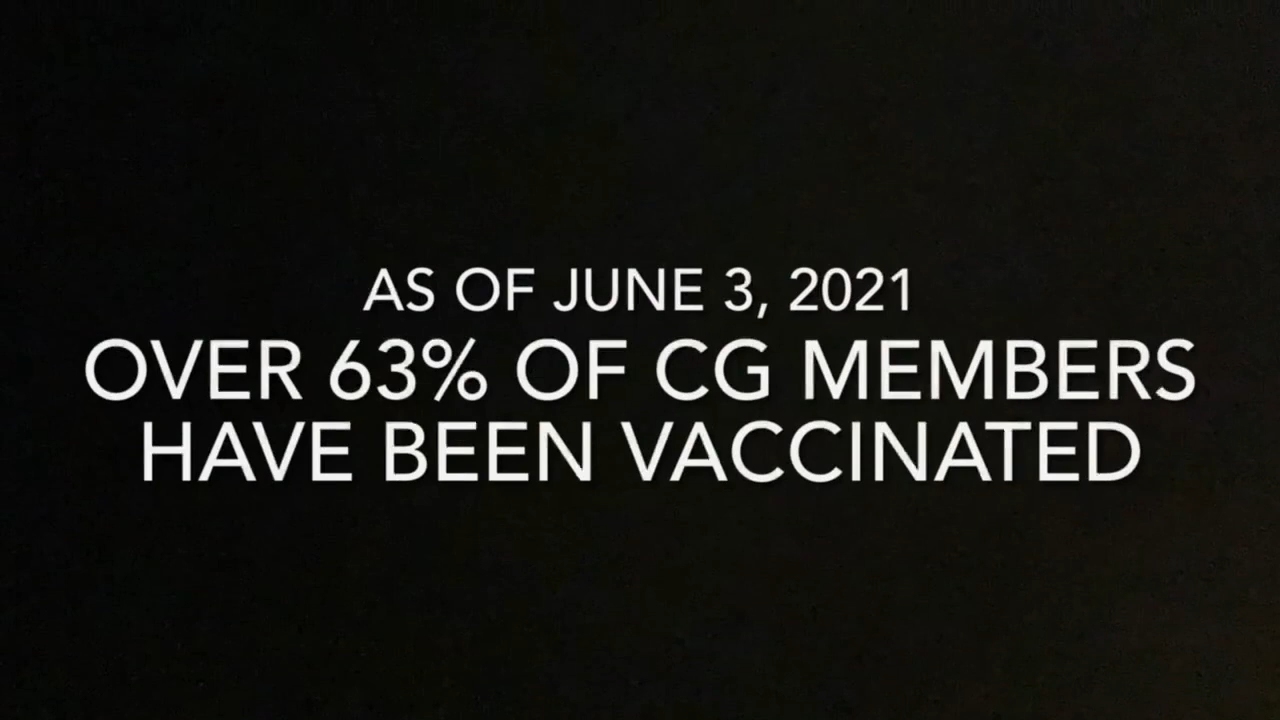 AS OF JUNE 3, 2021
OVER 63% OF CG MEMBERS
HAVE BEEN VACCINATED